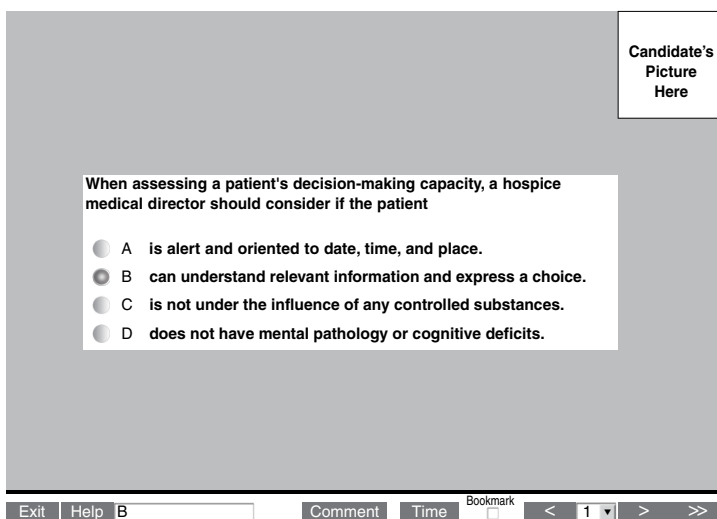 Candidate's
Picture
Here
When assessing a patient's decision-making capacity, a hospice
medical director should consider if the patient
A is alert and oriented to date, time, and place.
B can understand relevant information and express a choice.
C is not under the influence of any controlled substances.
D does not have mental pathology or cognitive deficits.
Bookmark
Exit Help B Comment Time < 1 > >>